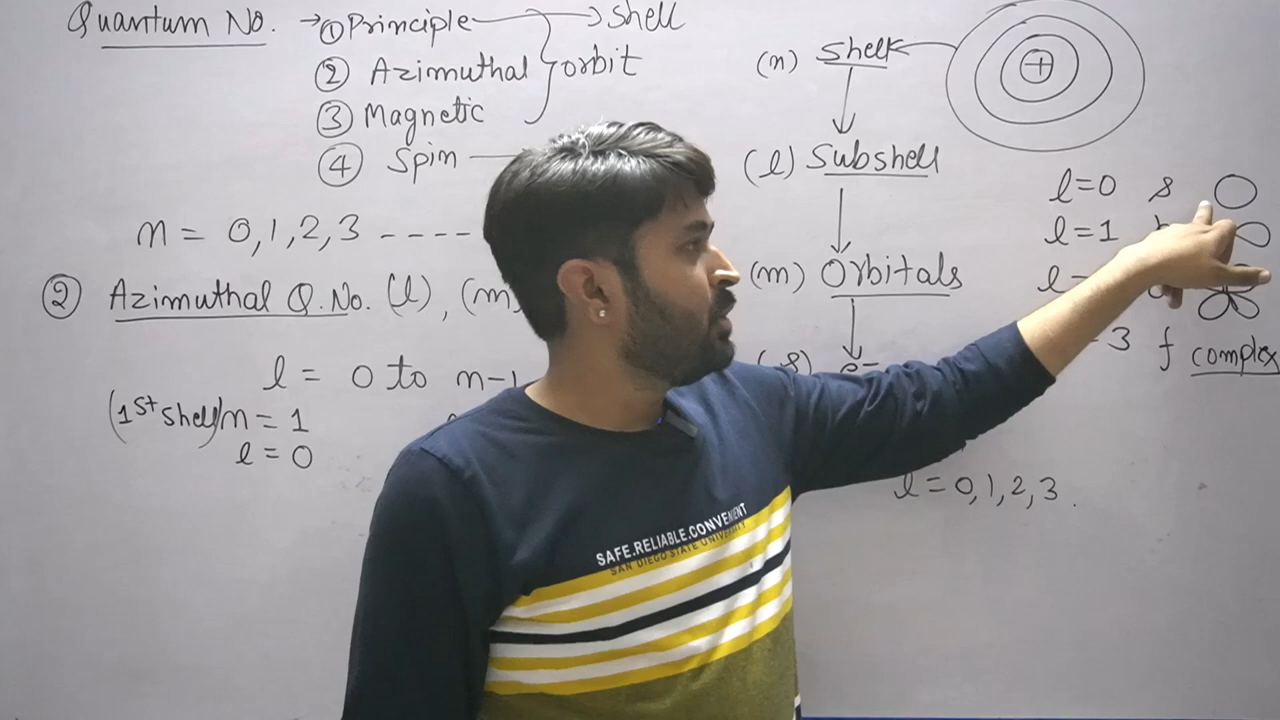 Quantum No. → ① Principle → Shell
② Azimuthal
③ Magnetic
orbit
④ Spin
n = 0,1,2,3 ----
② Azimuthal Q.No. (l), (m)
l = 0 to n-1
(1st shell) n = 1
l = 0
(n) Shell
+
(l) Subshell
(m) Orbitals
(s) e-
l=0 s
l=1
l
3 f complex
l = 0,1,2,3.
SAFE.RELIABLE.CONVENIENT
SAN DIEGO STATE UNIVERSITY